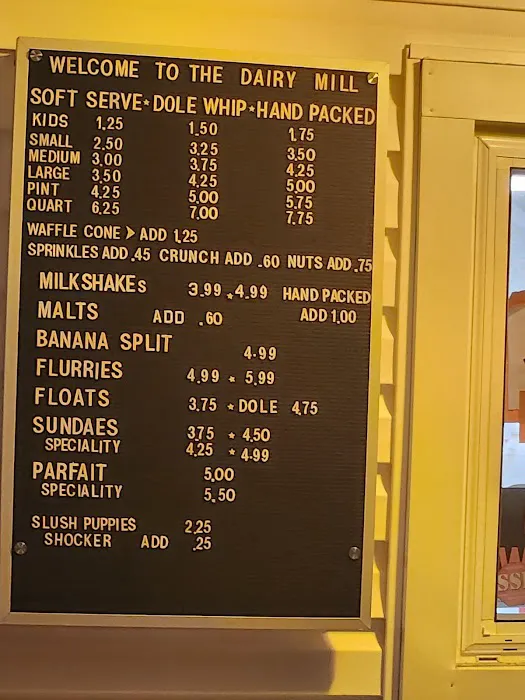 WELCOME TO THE DAIRY MILL
SOFT SERVE * DOLE WHIP * HAND PACKED
KIDS 1.25 1.50 1.75
SMALL 2.50 3.25 3.50
MEDIUM 3.00 3.75 4.25
LARGE 3.50 4.25 5.00
PINT 4.25 5.00 5.75
QUART 6.25 7.00 7.75
WAFFLE CONE > ADD 1.25
SPRINKLES ADD .45 CRUNCH ADD .60 NUTS ADD .75
MILKSHAKES 3.99 * 4.99 HAND PACKED
MALTS ADD .60 ADD 1.00
BANANA SPLIT 4.99
FLURRIES 4.99 * 5.99
FLOATS 3.75 * DOLE 4.75
SUNDAES 3.75 * 4.50
SPECIALITY 4.25 * 4.99
PARFAIT 5.00
SPECIALITY 5.50
SLUSH PUPPIES 2.25
SHOCKER ADD .25